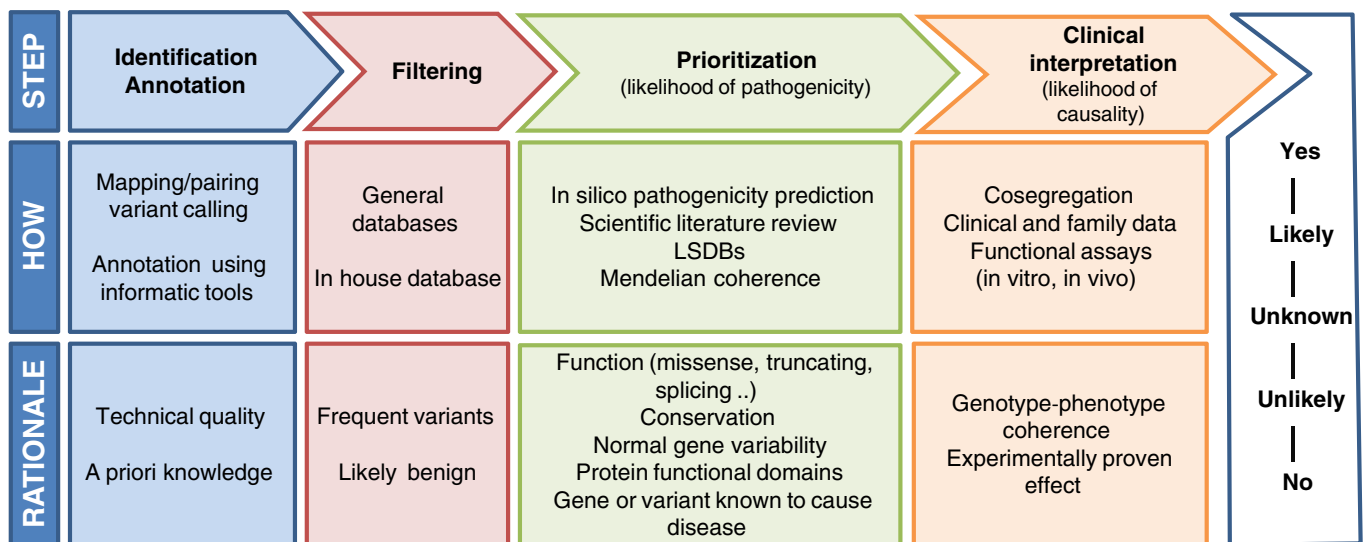 STEP
Identification
Annotation
Filtering
Prioritization
(likelihood of pathogenicity)
Clinical
interpretation
(likelihood of
causality)
HOW
Mapping/pairing
variant calling
Annotation using
informatic tools
General
databases
In house database
In silico pathogenicity prediction
Scientific literature review
LSDBs
Mendelian coherence
Cosegregation
Clinical and family data
Functional assays
(in vitro, in vivo)
RATIONALE
Technical quality
A priori knowledge
Frequent variants
Likely benign
Function (missense, truncating,
splicing ..)
Conservation
Normal gene variability
Protein functional domains
Gene or variant known to cause
disease
Genotype-phenotype
coherence
Experimentally proven
effect
Yes
Likely
Unknown
Unlikely
No